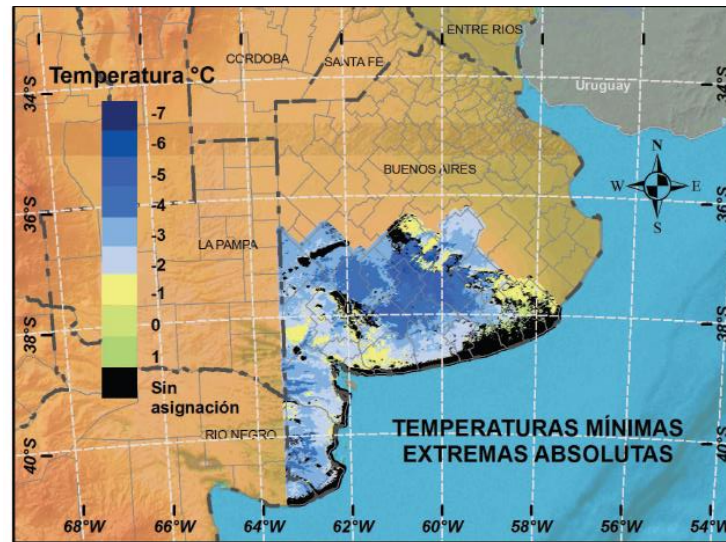 ENTRE RIOS
CORDOBA
SANTA FE
Temperatura °C
Uruguay
34°S
34°S
-7
-6
-5
-4
-3
-2
-1
0
1
Sin
asignación
BUENOS AIRES
N
W
E
S
36°S
36°S
LA PAMPA
38°S
38°S
RIO NEGRO
TEMPERATURAS MÍNIMAS
EXTREMAS ABSOLUTAS
40°S
40°S
68°W
66°W
64°W
62°W
60°W
58°W
56°W
54°W